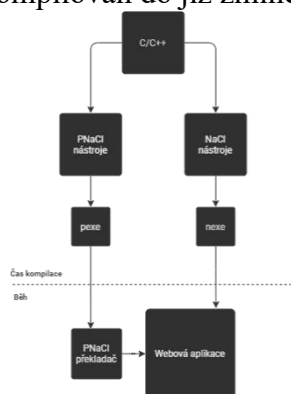 C/C++
PNaCl
nástroje
NaCl
nástroje
pexe
nexe
Čas kompilace
Běh
PNaCl
překladač
Webová aplikace